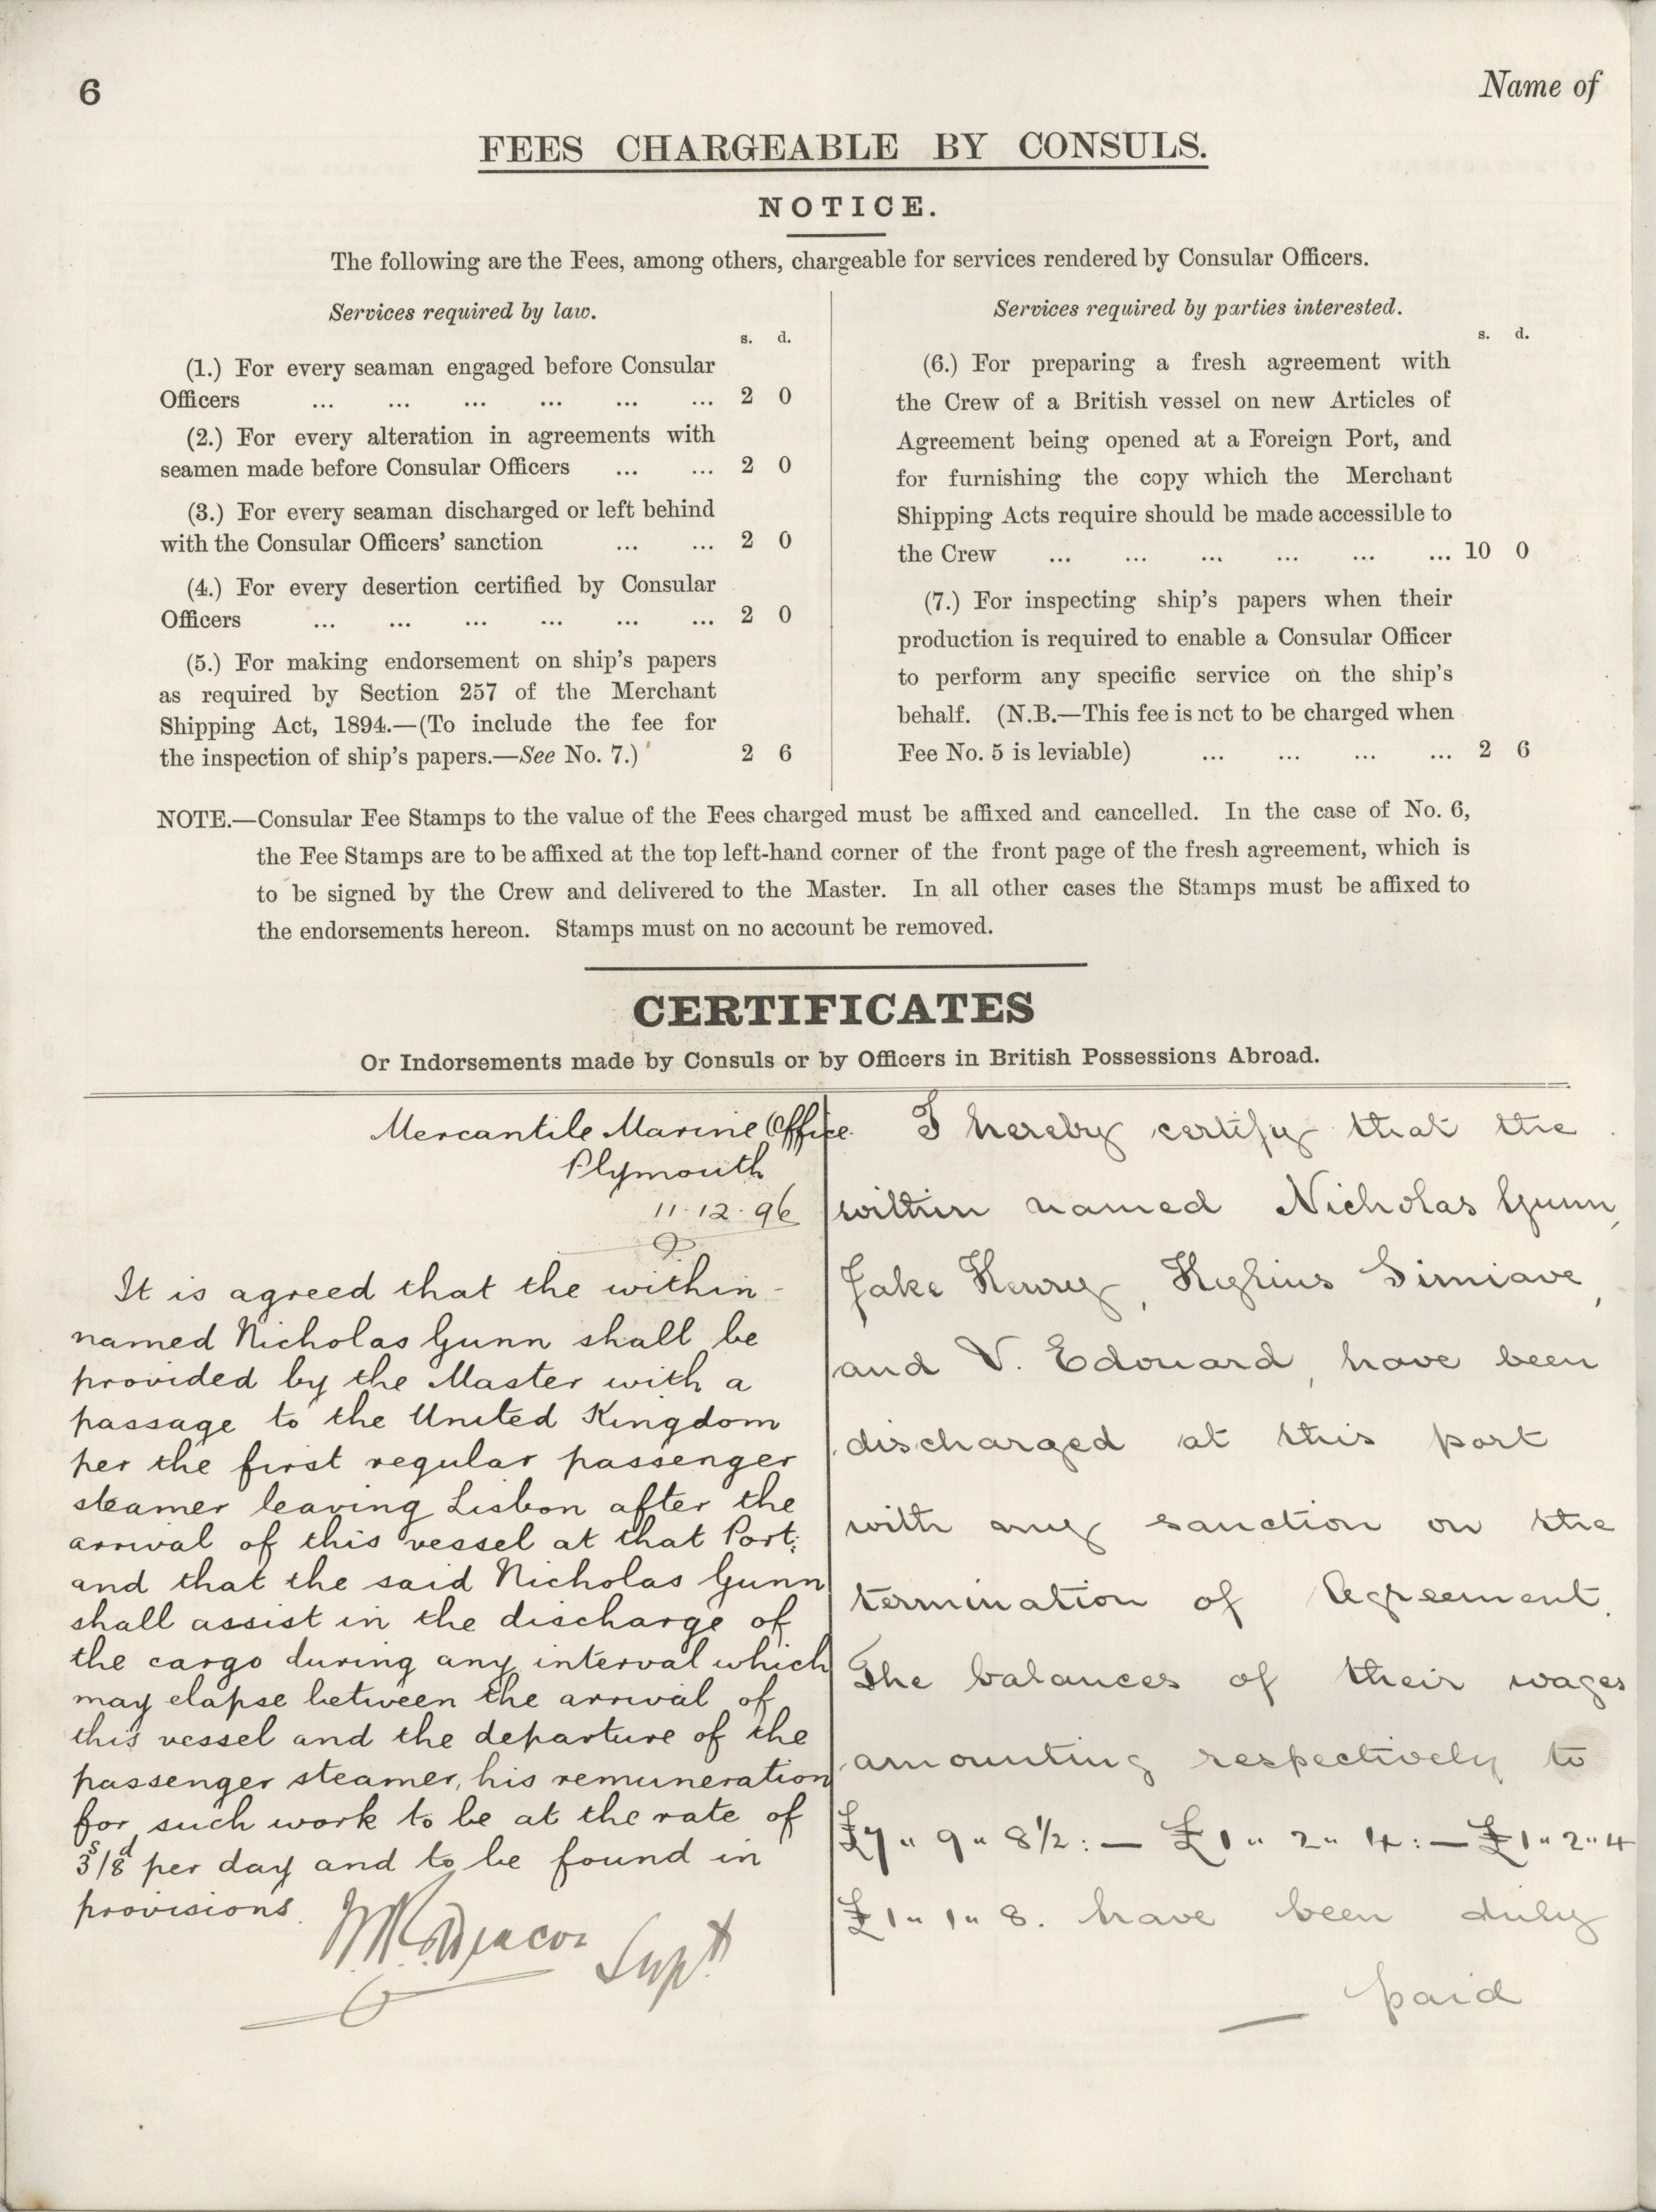 6
Name of
FEES CHARGEABLE BY CONSULS.
NOTICE.
The following are the Fees, among others, chargeable for services rendered by Consular Officers.
Services required by law.
s. d.
(1.) For every seaman engaged before Consular
Officers ... ... ... ... ... ... 2 0
(2.) For every alteration in agreements with
seamen made before Consular Officers ... ... 2 0
(3.) For every seaman discharged or left behind
with the Consular Officers' sanction ... ... 2 0
(4.) For every desertion certified by Consular
Officers ... ... ... ... ... ... 2 0
(5.) For making endorsement on ship's papers
as required by Section 257 of the Merchant
Shipping Act, 1894.—(To include the fee for
the inspection of ship's papers.—See No. 7.) 2 6
Services required by parties interested.
s. d.
(6.) For preparing a fresh agreement with
the Crew of a British vessel on new Articles of
Agreement being opened at a Foreign Port, and
for furnishing the copy which the Merchant
Shipping Acts require should be made accessible to
the Crew ... ... ... ... ... ... 10 0
(7.) For inspecting ship's papers when their
production is required to enable a Consular Officer
to perform any specific service on the ship's
behalf. (N.B.—This fee is not to be charged when
Fee No. 5 is leviable) ... ... ... ... 2 6
NOTE.—Consular Fee Stamps to the value of the Fees charged must be affixed and cancelled. In the case of No. 6,
the Fee Stamps are to be affixed at the top left-hand corner of the front page of the fresh agreement, which is
to be signed by the Crew and delivered to the Master. In all other cases the Stamps must be affixed to
the endorsements hereon. Stamps must on no account be removed.
CERTIFICATES
Or Indorsements made by Consuls or by Officers in British Possessions Abroad.
Mercantile Marine Office
Plymouth
11.12.96
It is agreed that the within-
named Nicholas Gunn shall be
provided by the Master with a
passage to the United Kingdom
per the first regular passenger
steamer leaving Lisbon after the
arrival of this vessel at that Port;
and that the said Nicholas Gunn
shall assist in the discharge of
the cargo during any interval which
may elapse between the arrival of
this vessel and the departure of the
passenger steamer, his remuneration
for such work to be at the rate of
3s/8d per day and to be found in
provisions.
Deacon Supt
I hereby certify that the
within named Nicholas Gunn,
Jake Henry, Simiave,
and V. Edouard, have been
discharged at this port
with my sanction on the
termination of Agreement.
The balances of their wages
amounting respectively to
£7 " 9 " 8½ : — £1 " 2 " 4 : — £1 " 2 " 4
£1 " 1 " 8. have been duly
— paid